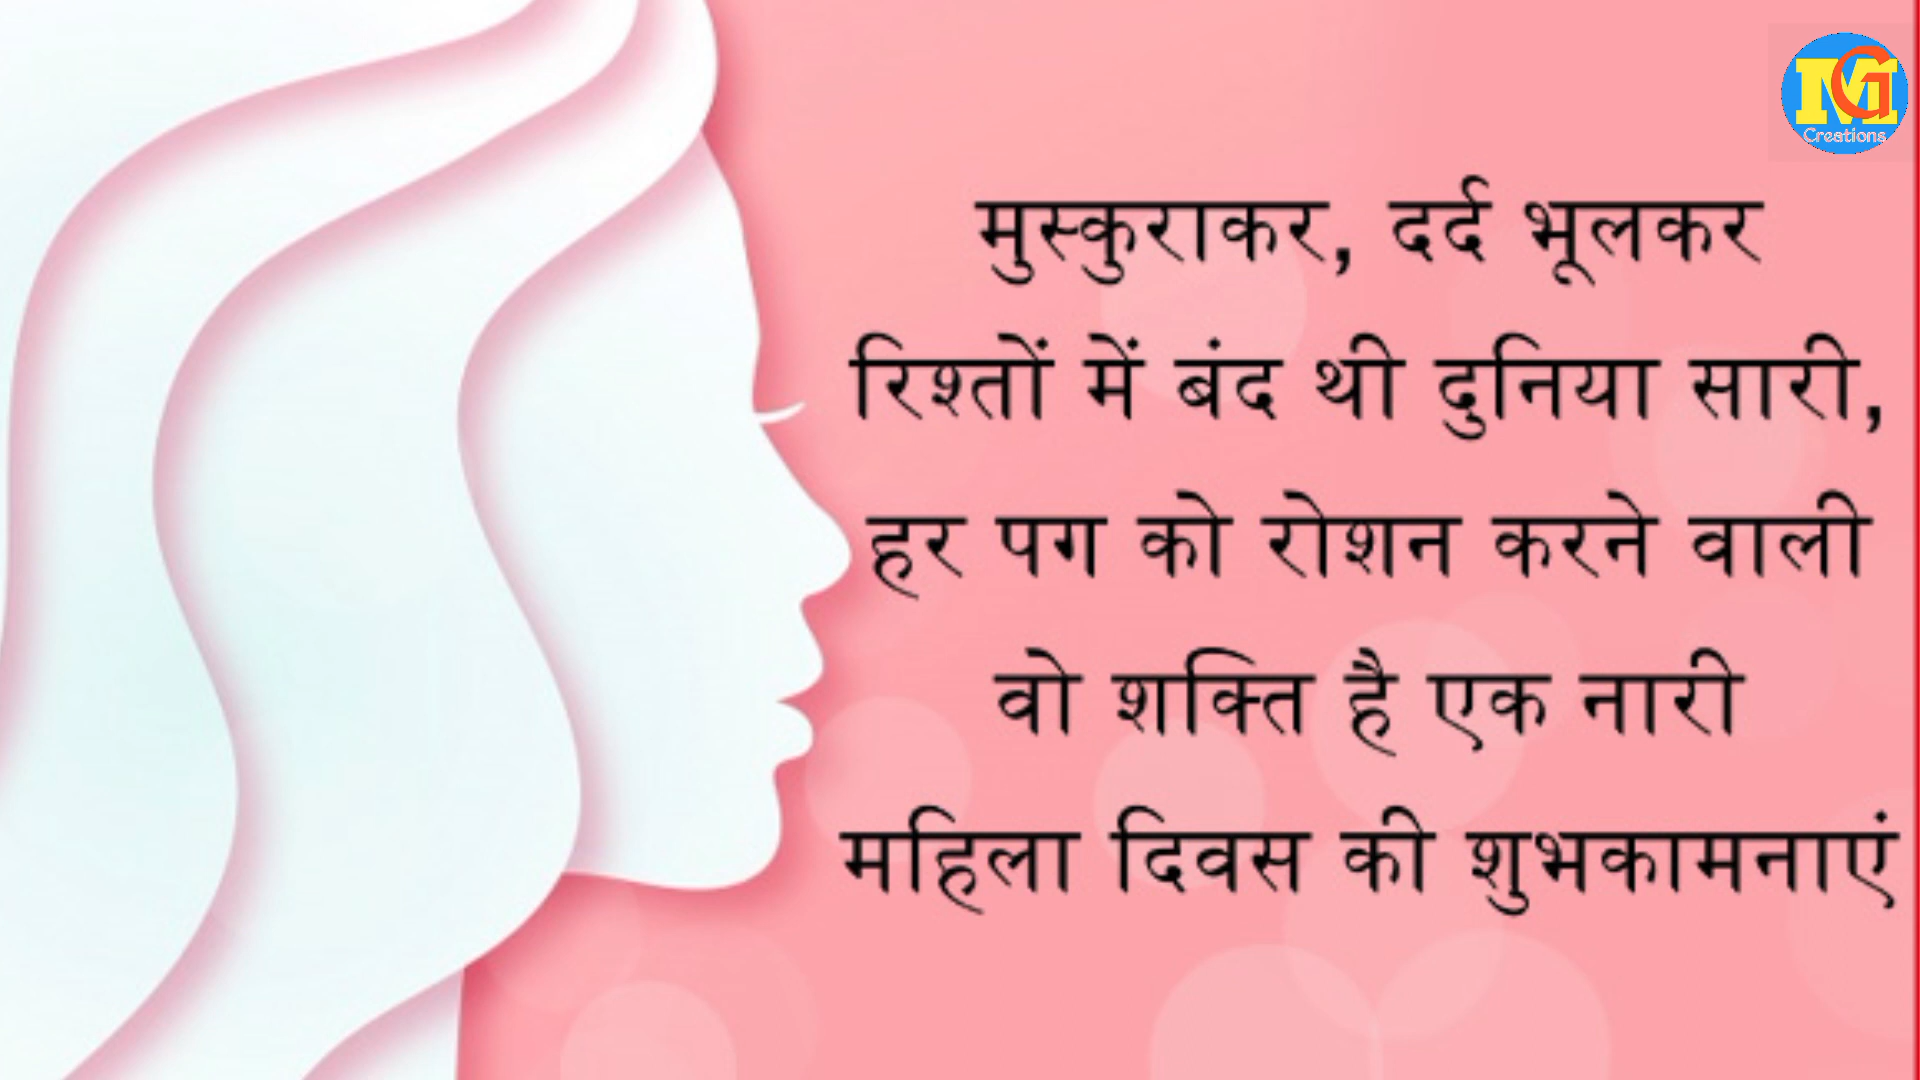 MG
Creations
मुस्कुराकर, दर्द भूलकर
रिश्तों में बंद थी दुनिया सारी,
हर पग को रोशन करने वाली
वो शक्ति है एक नारी
महिला दिवस की शुभकामनाएं